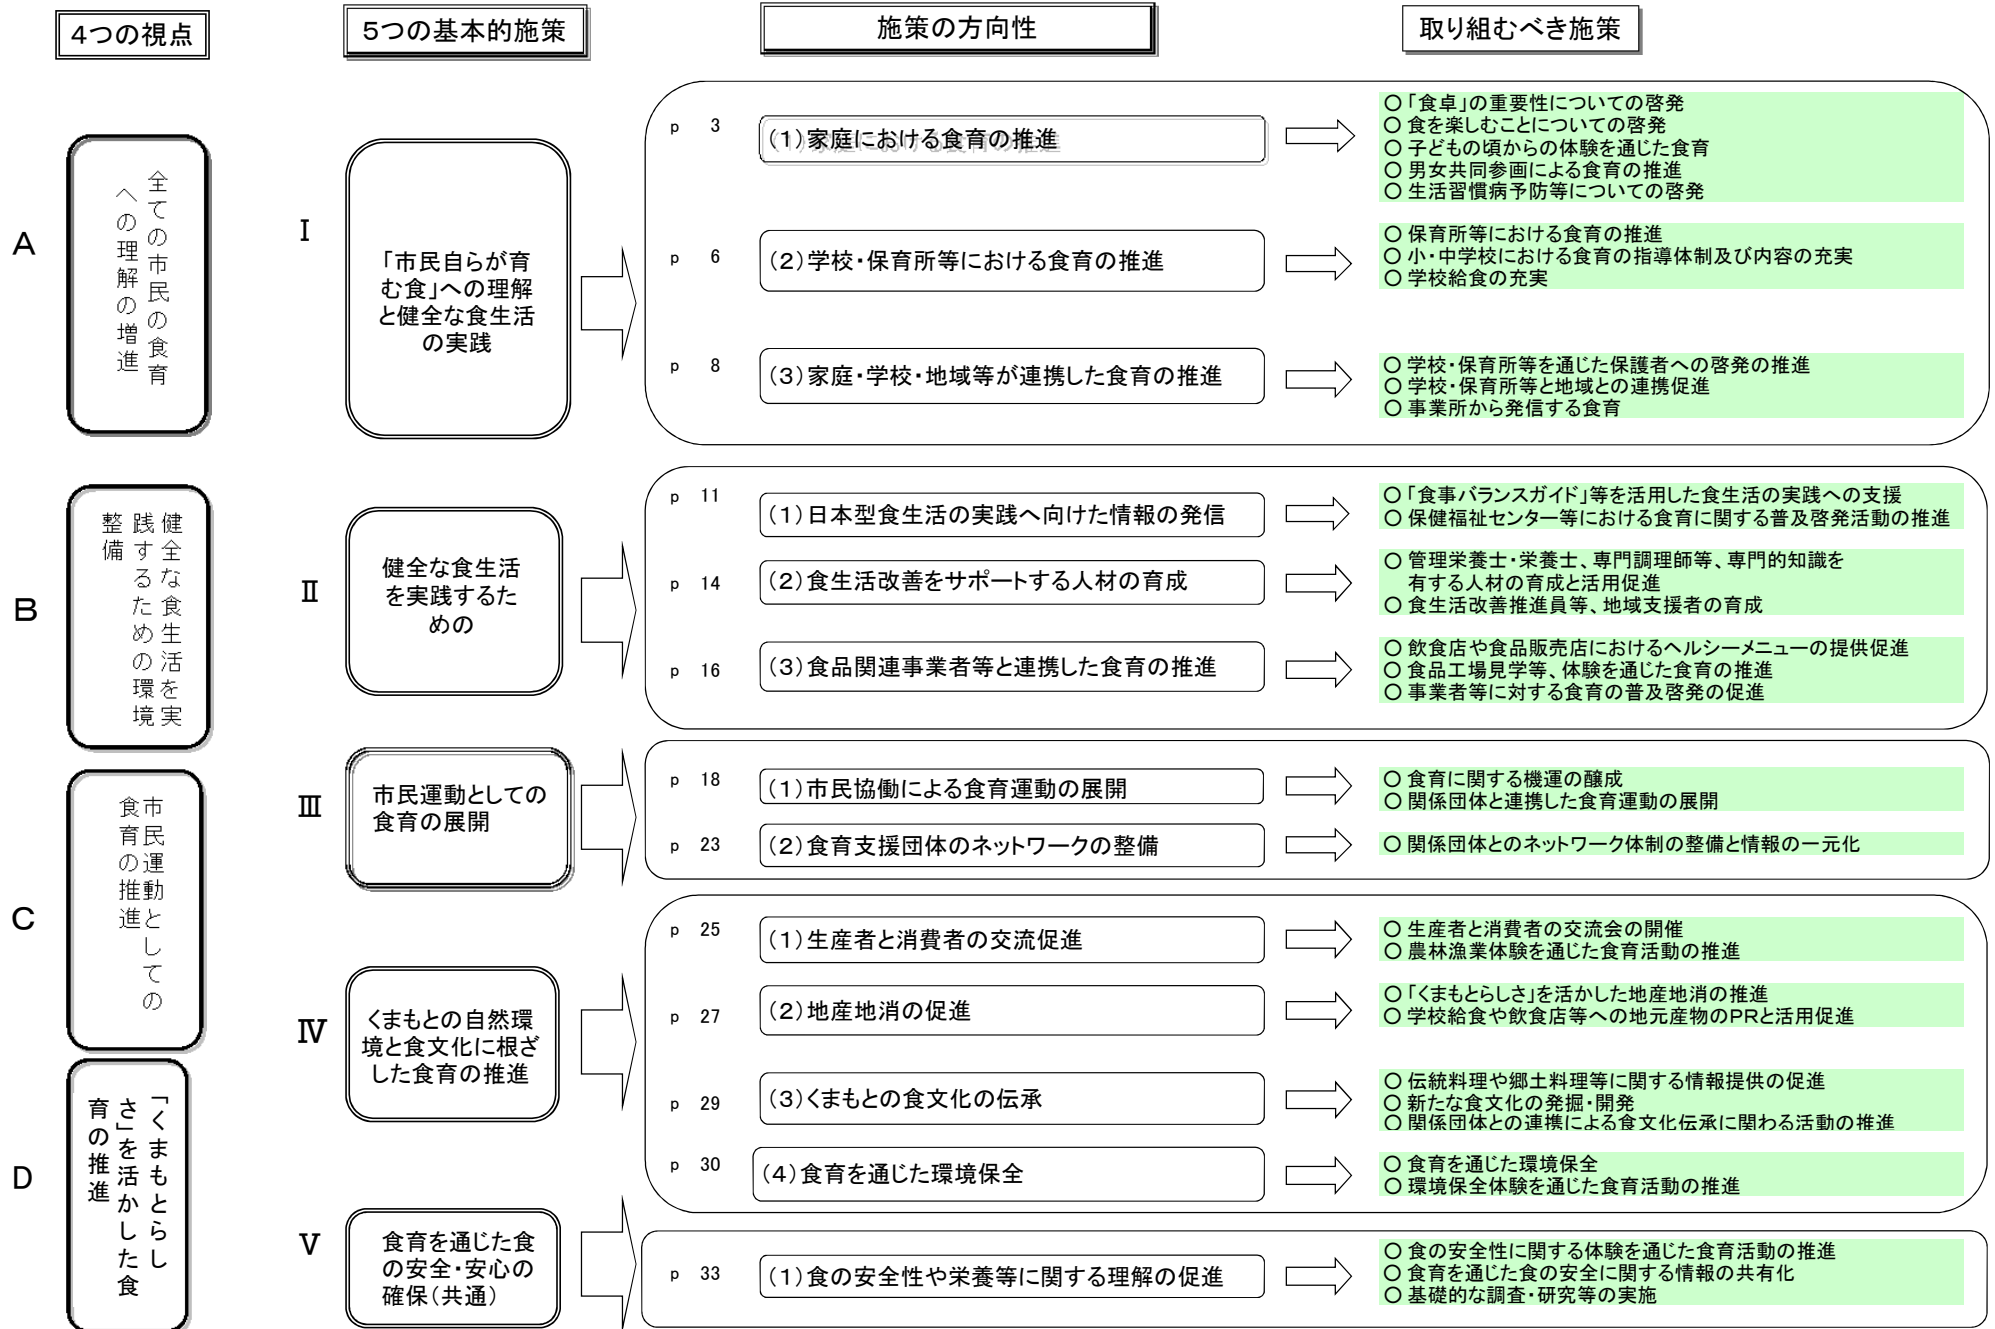 4つの視点
5つの基本的施策
施策の方向性
取り組むべき施策
A
全ての市民の食育
への理解の増進
B
健全な食生活を実
践するための環境
整備
C
市民運動としての
食育の推進
D
「くまもとらし
さ」を活かした食
育の推進
Ⅰ
「市民自らが育
む食」への理解
と健全な食生活
の実践
p 3
(1)家庭における食育の推進
○「食卓」の重要性についての啓発
○ 食を楽しむことについての啓発
○ 子どもの頃からの体験を通じた食育
○ 男女共同参画による食育の推進
○ 生活習慣病予防等についての啓発
p 6
(2)学校・保育所等における食育の推進
○ 保育所等における食育の推進
○ 小・中学校における食育の指導体制及び内容の充実
○ 学校給食の充実
p 8
(3)家庭・学校・地域等が連携した食育の推進
○ 学校・保育所等を通じた保護者への啓発の推進
○ 学校・保育所等と地域との連携促進
○ 事業所から発信する食育
Ⅱ
健全な食生活
を実践するた
めの
p 11
(1)日本型食生活の実践へ向けた情報の発信
○「食事バランスガイド」等を活用した食生活の実践への支援
○ 保健福祉センター等における食育に関する普及啓発活動の推進
p 14
(2)食生活改善をサポートする人材の育成
○ 管理栄養士・栄養士、専門調理師等、専門的知識を
有する人材の育成と活用促進
○ 食生活改善推進員等、地域支援者の育成
p 16
(3)食品関連事業者等と連携した食育の推進
○ 飲食店や食品販売店におけるヘルシーメニューの提供促進
○ 食品工場見学等、体験を通じた食育の推進
○ 事業者等に対する食育の普及啓発の促進
Ⅲ
市民運動としての
食育の展開
p 18
(1)市民協働による食育運動の展開
○ 食育に関する機運の醸成
○ 関係団体と連携した食育運動の展開
p 23
(2)食育支援団体のネットワークの整備
○ 関係団体とのネットワーク体制の整備と情報の一元化
Ⅳ
くまもとの自然環
境と食文化に根ざ
した食育の推進
p 25
(1)生産者と消費者の交流促進
○ 生産者と消費者の交流会の開催
○ 農林漁業体験を通じた食育活動の推進
p 27
(2)地産地消の促進
○「くまもとらしさ」を活かした地産地消の推進
○ 学校給食や飲食店等への地元産物のPRと活用促進
p 29
(3)くまもとの食文化の伝承
○ 伝統料理や郷土料理等に関する情報提供の促進
○ 新たな食文化の発掘・開発
○ 関係団体との連携による食文化伝承に関わる活動の推進
p 30
(4)食育を通じた環境保全
○ 食育を通じた環境保全
○ 環境保全体験を通じた食育活動の推進
Ⅴ
食育を通じた食
の安全・安心の
確保(共通)
p 33
(1)食の安全性や栄養等に関する理解の促進
○ 食の安全性に関する体験を通じた食育活動の推進
○ 食育を通じた食の安全に関する情報の共有化
○ 基礎的な調査・研究等の実施